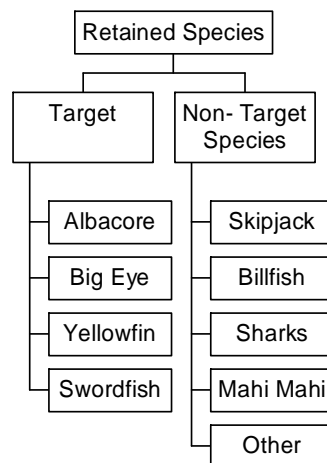 Retained Species
Target
Non- Target
Species
Albacore
Big Eye
Yellowfin
Swordfish
Skipjack
Billfish
Sharks
Mahi Mahi
Other